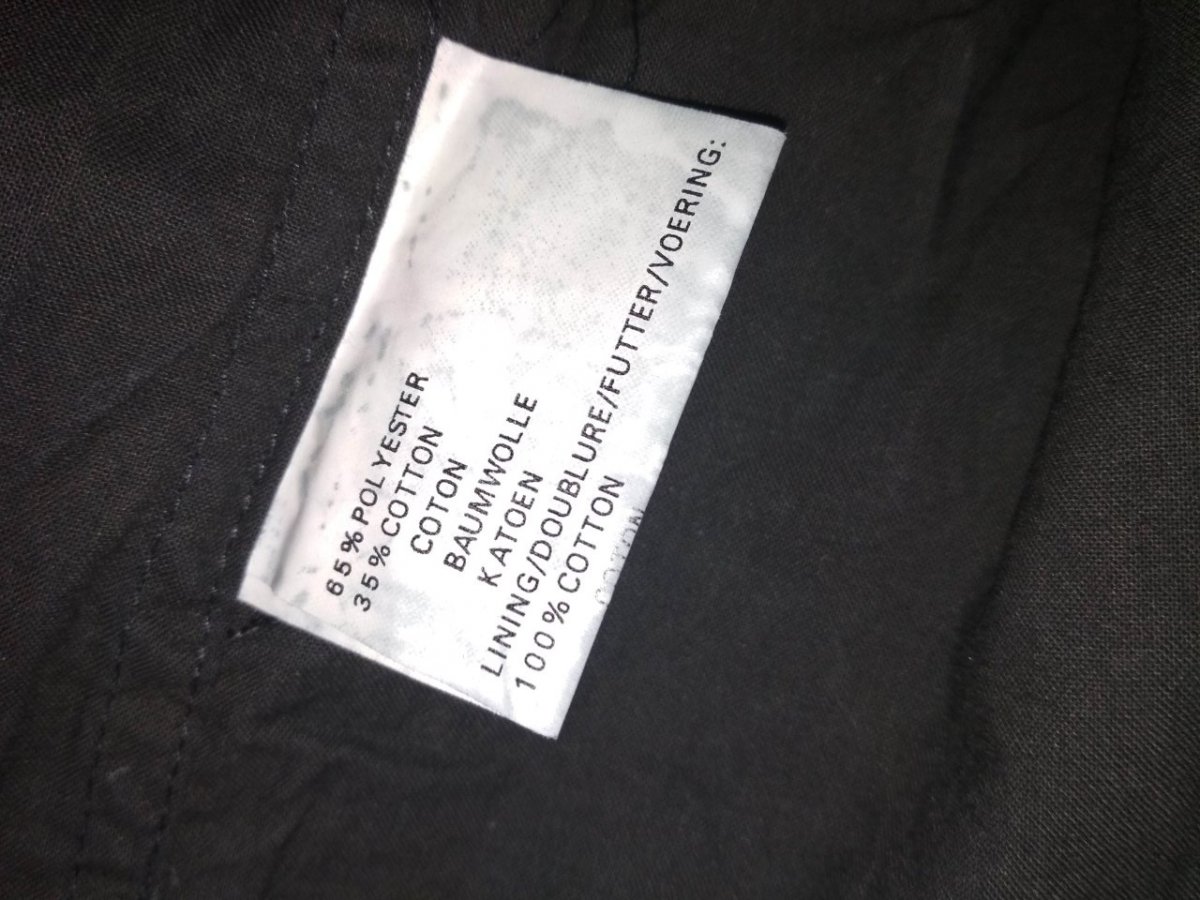 65% POLYESTER
35% COTTON
COTON
BAUMWOLLE
KATOEN
LINING/DOUBLURE/FUTTER/VOERING:
100% COTTON